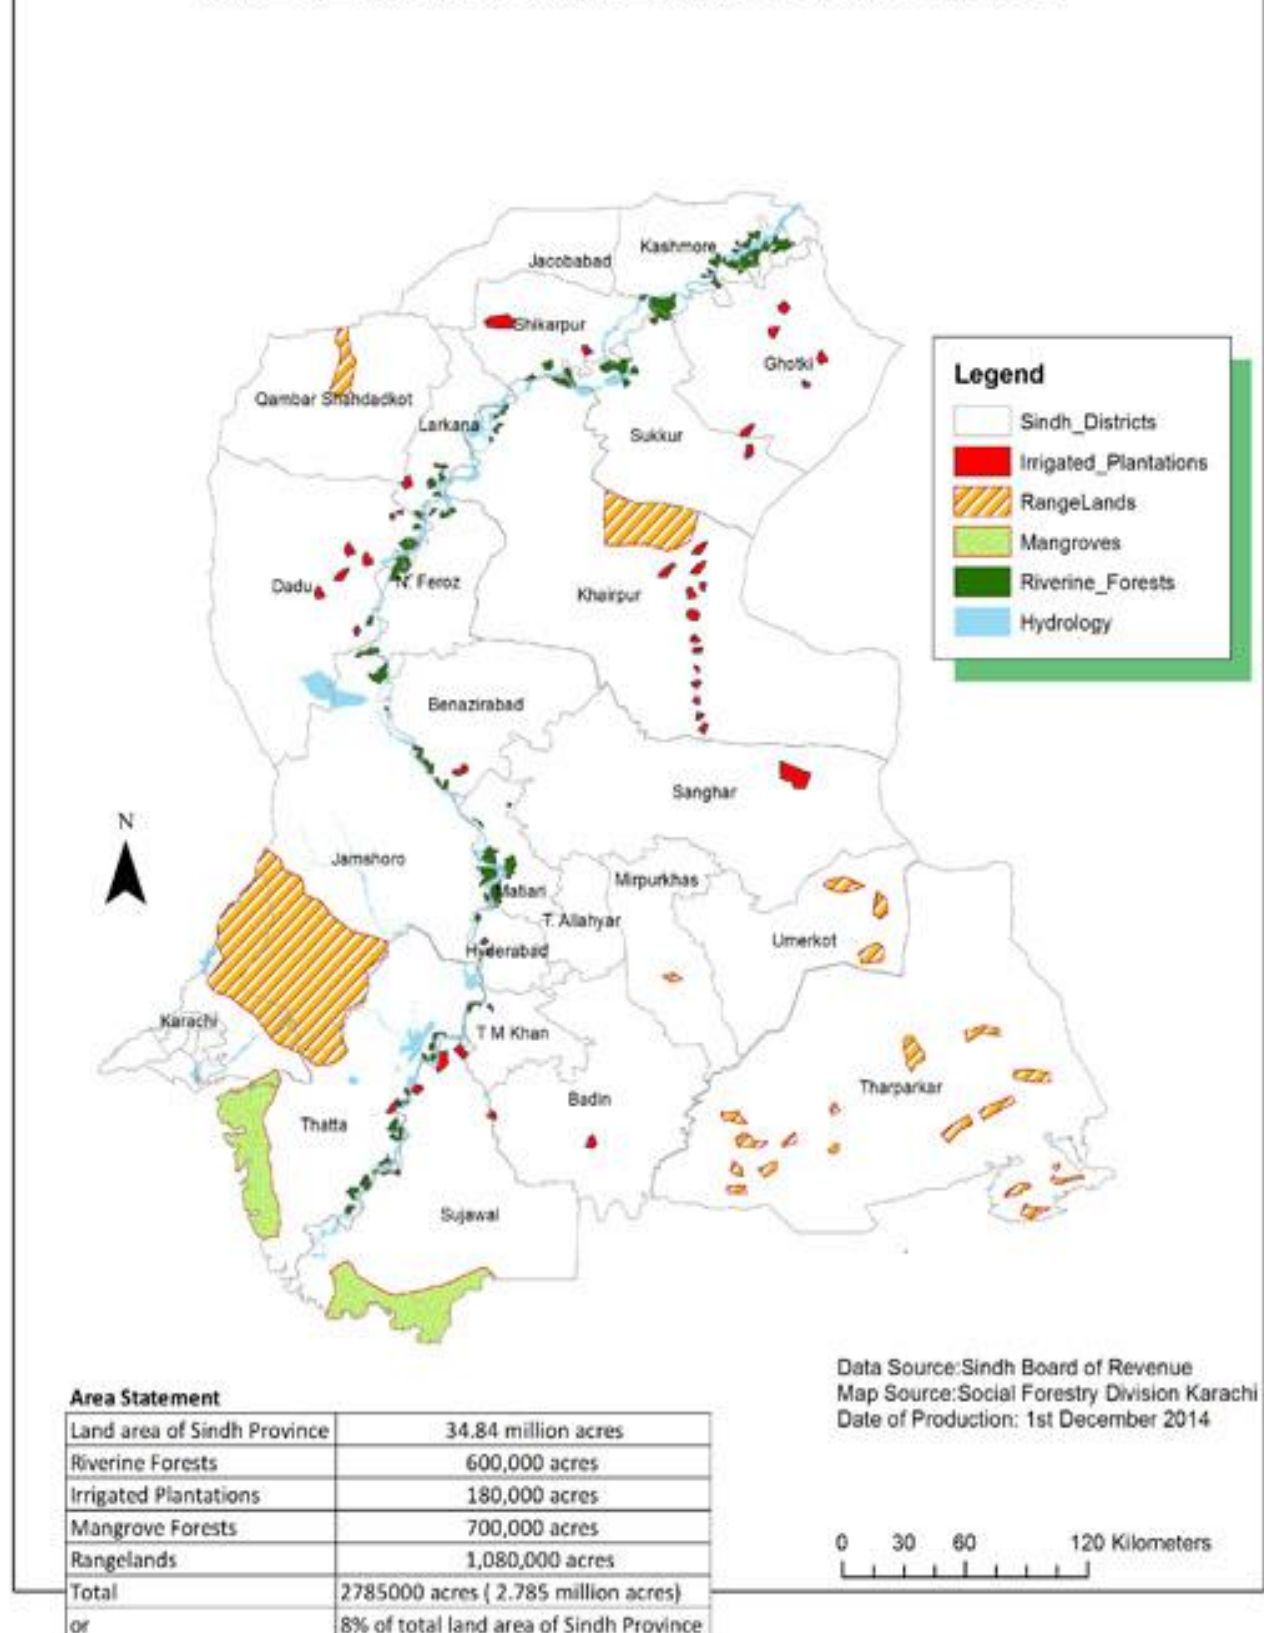 Kashmore
Jacobabad
Shikarpur
Ghotki
Qambar Shahdadkot
Larkana
Sukkur
Dadu
N. Feroz
Khairpur
Benazirabad
Sanghar
N
Jamshoro
Matiari
Mirpurkhas
T. Allahyar
Hyderabad
Umerkot
Karachi
T M Khan
Tharparkar
Badin
Thatta
Sujawal
Legend
Sindh_Districts
Irrigated_Plantations
RangeLands
Mangroves
Riverine_Forests
Hydrology
Data Source:Sindh Board of Revenue
Map Source:Social Forestry Division Karachi
Date of Production: 1st December 2014
Area Statement
Land area of Sindh Province 34.84 million acres
Riverine Forests 600,000 acres
Irrigated Plantations 180,000 acres
Mangrove Forests 700,000 acres
Rangelands 1,080,000 acres
Total 2785000 acres ( 2.785 million acres)
or 8% of total land area of Sindh Province
0 30 60 120 Kilometers